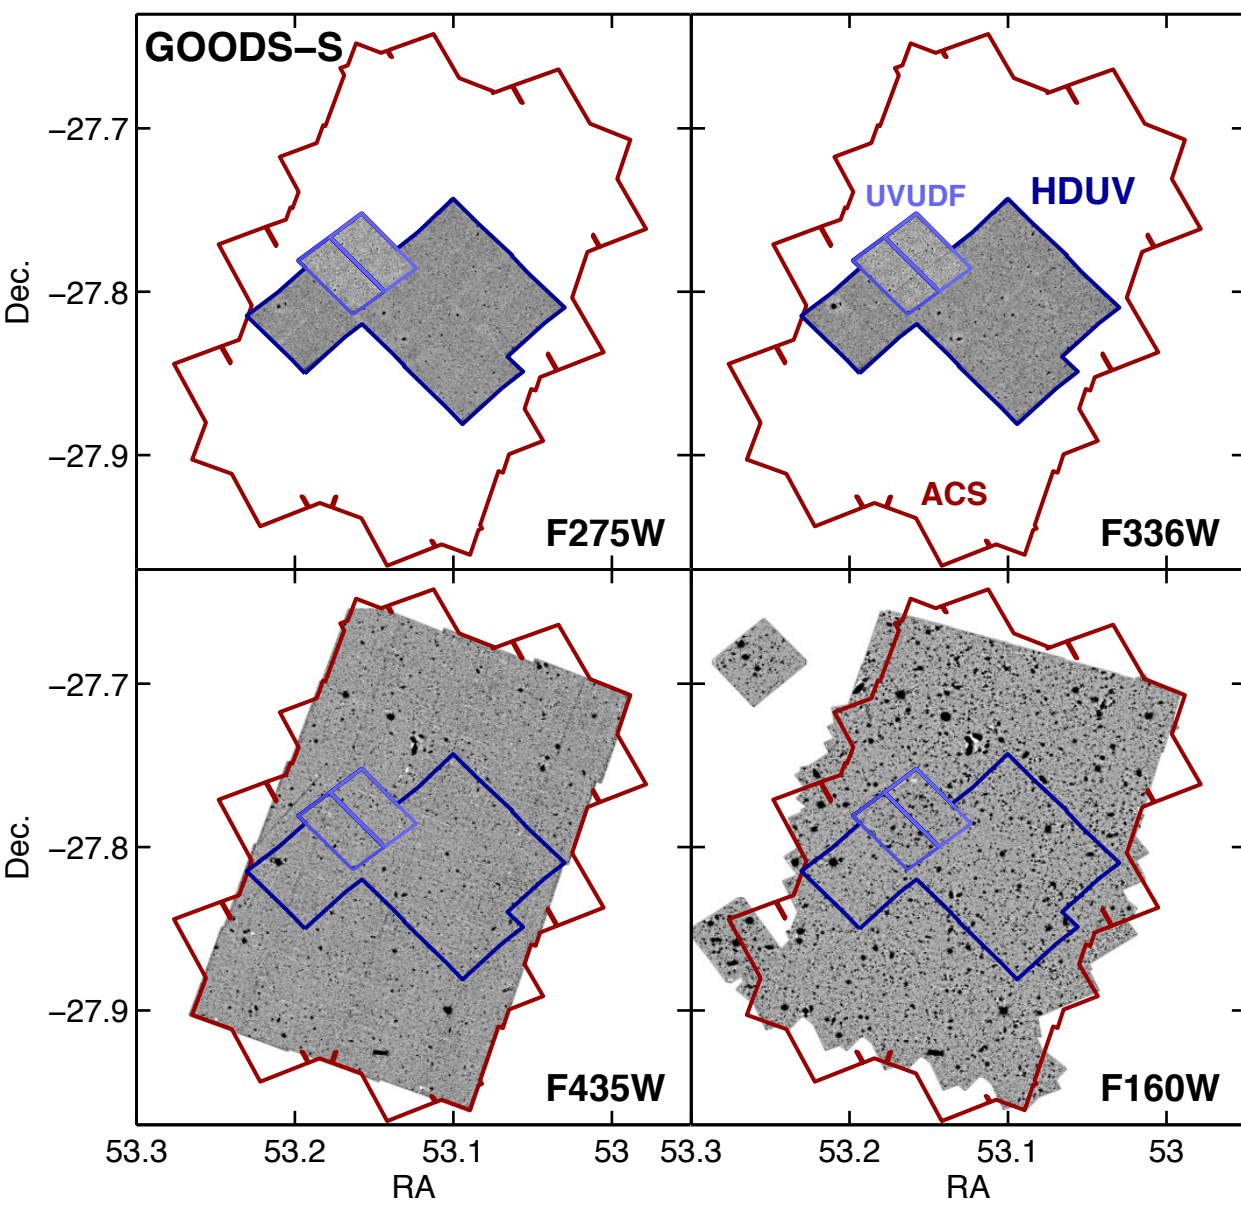 GOODS–S
−27.7
−27.8
−27.9
Dec.
F275W
UVUDF
HDUV
ACS
F336W
−27.7
−27.8
−27.9
Dec.
F435W
F160W
53.3
53.2
53.1
53
53.3
53.2
53.1
53
RA
RA